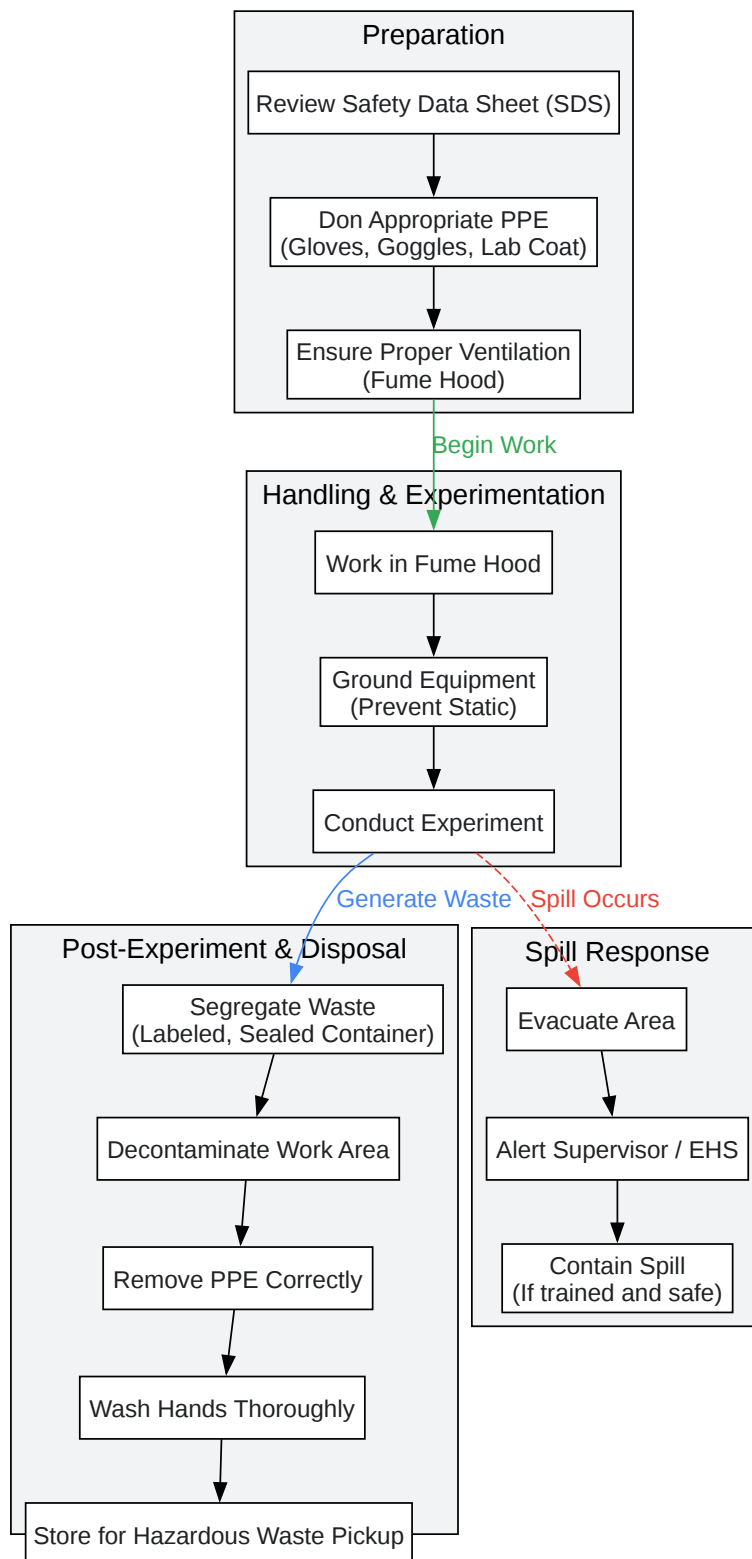 Preparation
Review Safety Data Sheet (SDS)
Don Appropriate PPE
(Gloves, Goggles, Lab Coat)
Ensure Proper Ventilation
(Fume Hood)
Begin Work
Handling & Experimentation
Work in Fume Hood
Ground Equipment
(Prevent Static)
Conduct Experiment
Generate Waste
Spill Occurs
Post-Experiment & Disposal
Segregate Waste
(Labeled, Sealed Container)
Decontaminate Work Area
Remove PPE Correctly
Wash Hands Thoroughly
Store for Hazardous Waste Pickup
Spill Response
Evacuate Area
Alert Supervisor / EHS
Contain Spill
(If trained and safe)